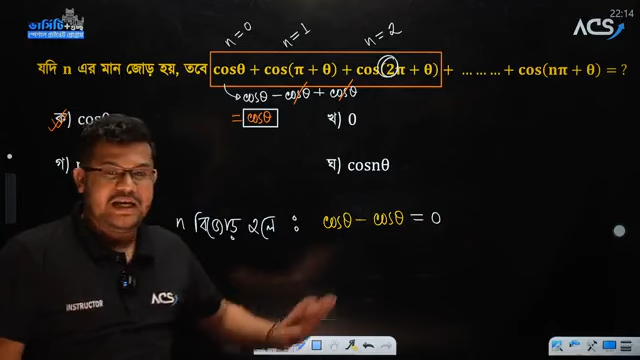 22:14
ভার্সিটি
স্পেশাল প্রাইভেট প্রোগ্রাম
ACS
n=0 n=1 n=2
যদি n এর মান জোড় হয়, তবে cosθ + cos(π + θ) + cos(2π + θ) + ... ... ... + cos(nπ + θ) = ?
cosθ - cosθ + cosθ
= cosθ
ক) খ) 0
গ) ঘ) cosnθ
n বিজোড় হলে : cosθ - cosθ = 0
INSTRUCTOR ACS